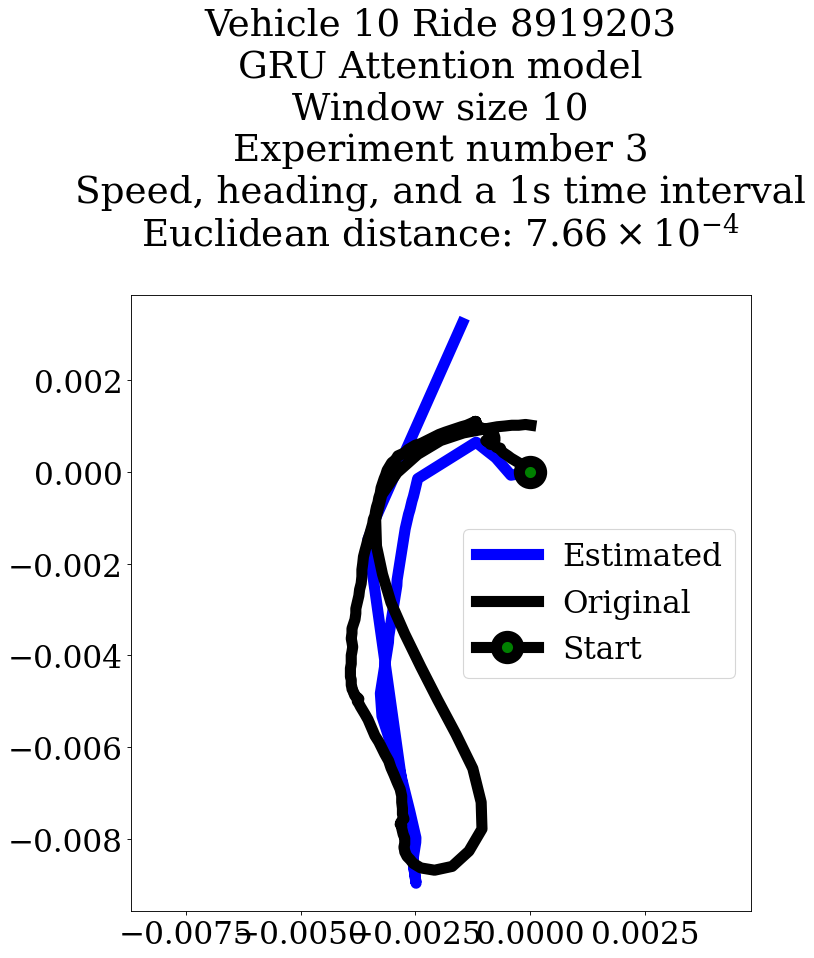 Vehicle 10 Ride 8919203
GRU Attention model
Window size 10
Experiment number 3
Speed, heading, and a 1s time interval
Euclidean distance: 7.66 × 10⁻⁴
0.002
0.000
−0.002
−0.004
−0.006
−0.008
Estimated
Original
Start
−0.0075 −0.0050 −0.0025 0.0000 0.0025